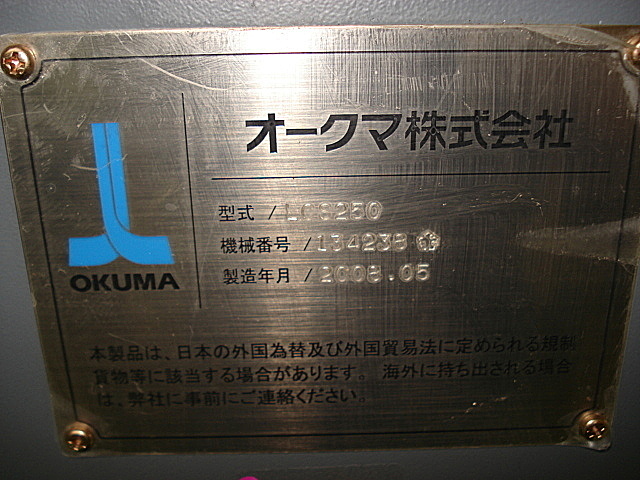 オークマ株式会社
OKUMA
型式 / LCS250
機械番号 / 134238
製造年月 / 2008.05
本製品は、日本の外国為替及び外国貿易法に定められる規制
貨物等に該当する場合があります。 海外に持ち出される場合
は、弊社に事前にご連絡ください。